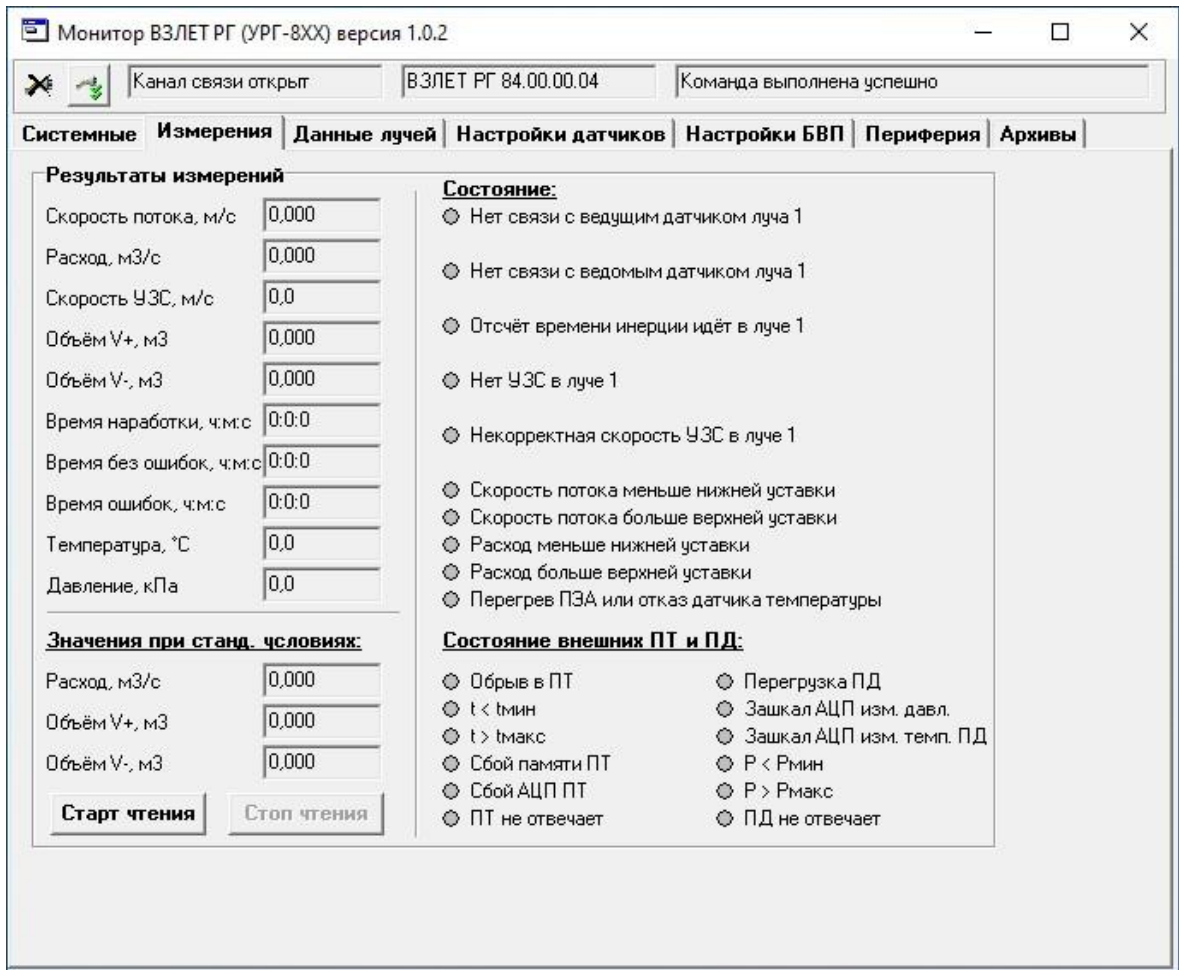 Монитор ВЗЛЕТ РГ (УРГ-8ХХ) версия 1.0.2
Канал связи открыт
ВЗЛЕТ РГ 84.00.00.04
Команда выполнена успешно
Системные Измерения Данные лучей Настройки датчиков Настройки БВП Периферия Архивы
Результаты измерений
Скорость потока, м/с 0,000
Расход, м3/с 0,000
Скорость УЗС, м/с 0,0
Объём V+, м3 0,000
Объём V-, м3 0,000
Время наработки, ч:м:с 0:0:0
Время без ошибок, ч:м:с 0:0:0
Время ошибок, ч:м:с 0:0:0
Температура, °C 0,0
Давление, кПа 0,0
Значения при станд. условиях:
Расход, м3/с 0,000
Объём V+, м3 0,000
Объём V-, м3 0,000
Старт чтения Стоп чтения
Состояние:
Нет связи с ведущим датчиком луча 1
Нет связи с ведомым датчиком луча 1
Отсчёт времени инерции идёт в луче 1
Нет УЗС в луче 1
Некорректная скорость УЗС в луче 1
Скорость потока меньше нижней уставки
Скорость потока больше верхней уставки
Расход меньше нижней уставки
Расход больше верхней уставки
Перегрев ПЭА или отказ датчика температуры
Состояние внешних ПТ и ПД:
Обрыв в ПТ
t < tмин
t > tмакс
Сбой памяти ПТ
Сбой АЦП ПТ
ПТ не отвечает
Перегрузка ПД
Зашкал АЦП изм. давл.
Зашкал АЦП изм. темп. ПД
P < Pмин
P > Pмакс
ПД не отвечает